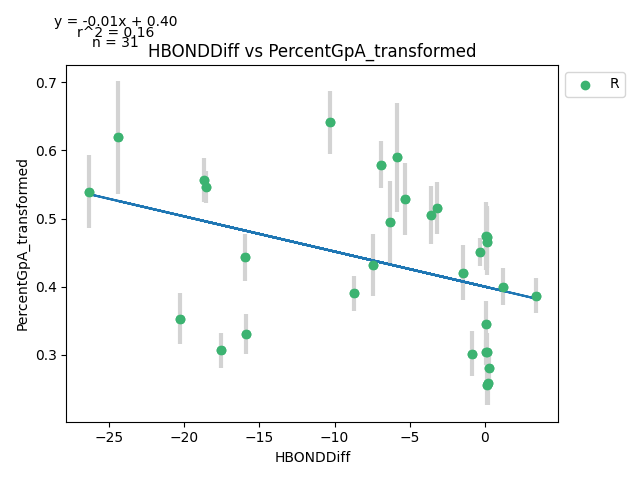 y = -0.01x + 0.40
r^2 = 0.16
n = 31
HBONDDiff vs PercentGpA_transformed
R
PercentGpA_transformed
0.7
0.6
0.5
0.4
0.3
−25
−20
−15
−10
−5
0
HBONDDiff